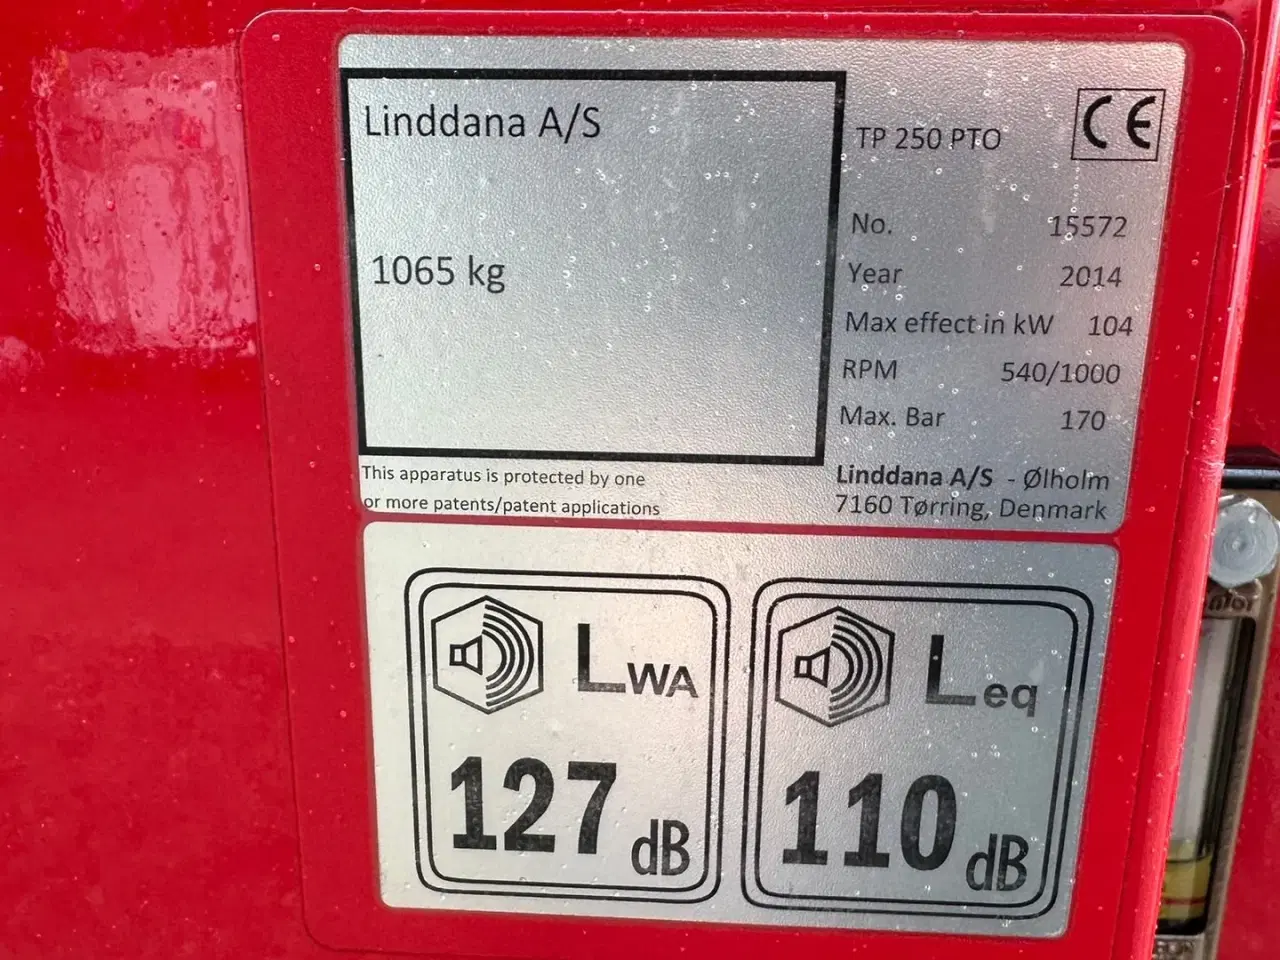 Linddana A/S
1065 kg
TP 250 PTO
CE
No. 15572
Year 2014
Max effect in kW 104
RPM 540/1000
Max. Bar 170
This apparatus is protected by one
or more patents/patent applications
Linddana A/S - Ølholm
7160 Tørring, Denmark
LWA
127 dB
Leq
110 dB